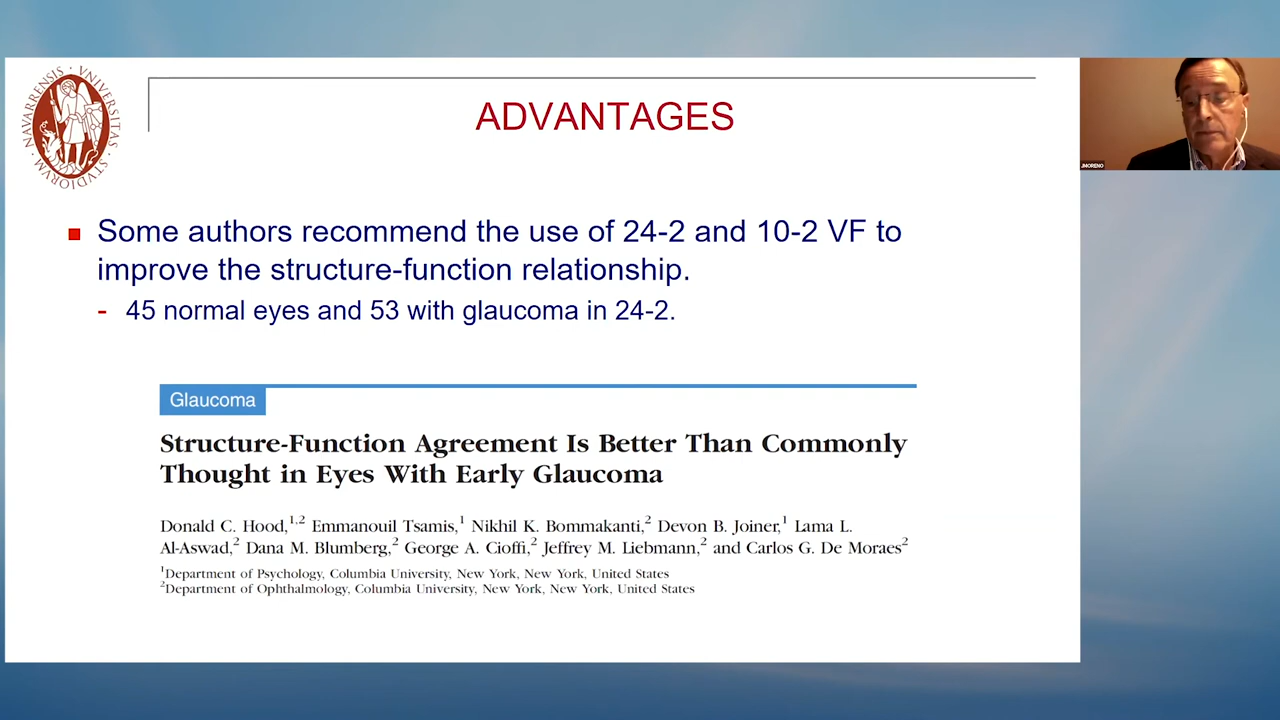 NAVARRENSIS · VNIVERSITAS · STVDIORVM
ADVANTAGES
JMORENO
Some authors recommend the use of 24-2 and 10-2 VF to
improve the structure-function relationship.
- 45 normal eyes and 53 with glaucoma in 24-2.
Glaucoma
Structure-Function Agreement Is Better Than Commonly
Thought in Eyes With Early Glaucoma
Donald C. Hood,1,2 Emmanouil Tsamis,1 Nikhil K. Bommakanti,2 Devon B. Joiner,1 Lama L.
Al-Aswad,2 Dana M. Blumberg,2 George A. Cioffi,2 Jeffrey M. Liebmann,2 and Carlos G. De Moraes2
1Department of Psychology, Columbia University, New York, New York, United States
2Department of Ophthalmology, Columbia University, New York, New York, United States